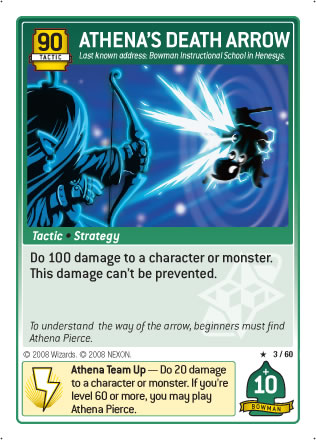 90
TACTIC
ATHENA'S DEATH ARROW
Last known address: Bowman Instructional School in Henesys.
Tactic • Strategy
Do 100 damage to a character or monster.
This damage can't be prevented.
To understand the way of the arrow, beginners must find
Athena Pierce.
© 2008 Wizards. © 2008 NEXON.
★ 3/60
Athena Team Up — Do 20 damage
to a character or monster. If you're
level 60 or more, you may play
Athena Pierce.
+
10
BOWMAN